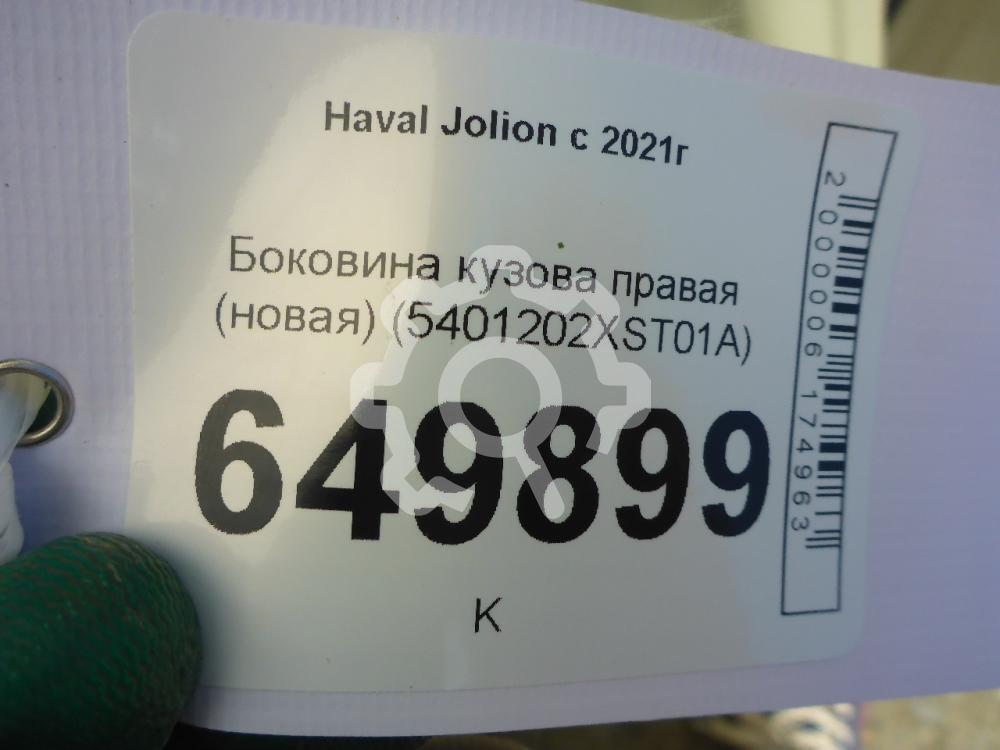 Haval Jolion с 2021г
Боковина кузова правая
(новая) (5401202XST01A)
649899
К
2000006174963